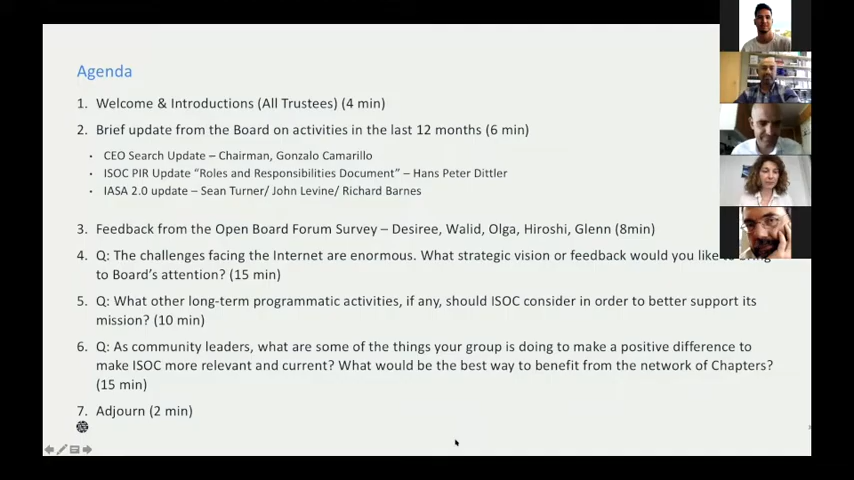 Agenda
1. Welcome & Introductions (All Trustees) (4 min)
2. Brief update from the Board on activities in the last 12 months (6 min)
• CEO Search Update – Chairman, Gonzalo Camarillo
• ISOC PIR Update “Roles and Responsibilities Document” – Hans Peter Dittler
• IASA 2.0 update – Sean Turner/ John Levine/ Richard Barnes
3. Feedback from the Open Board Forum Survey – Desiree, Walid, Olga, Hiroshi, Glenn (8min)
4. Q: The challenges facing the Internet are enormous. What strategic vision or feedback would you like
to Board’s attention? (15 min)
5. Q: What other long-term programmatic activities, if any, should ISOC consider in order to better support its
mission? (10 min)
6. Q: As community leaders, what are some of the things your group is doing to make a positive difference to
make ISOC more relevant and current? What would be the best way to benefit from the network of Chapters?
(15 min)
7. Adjourn (2 min)